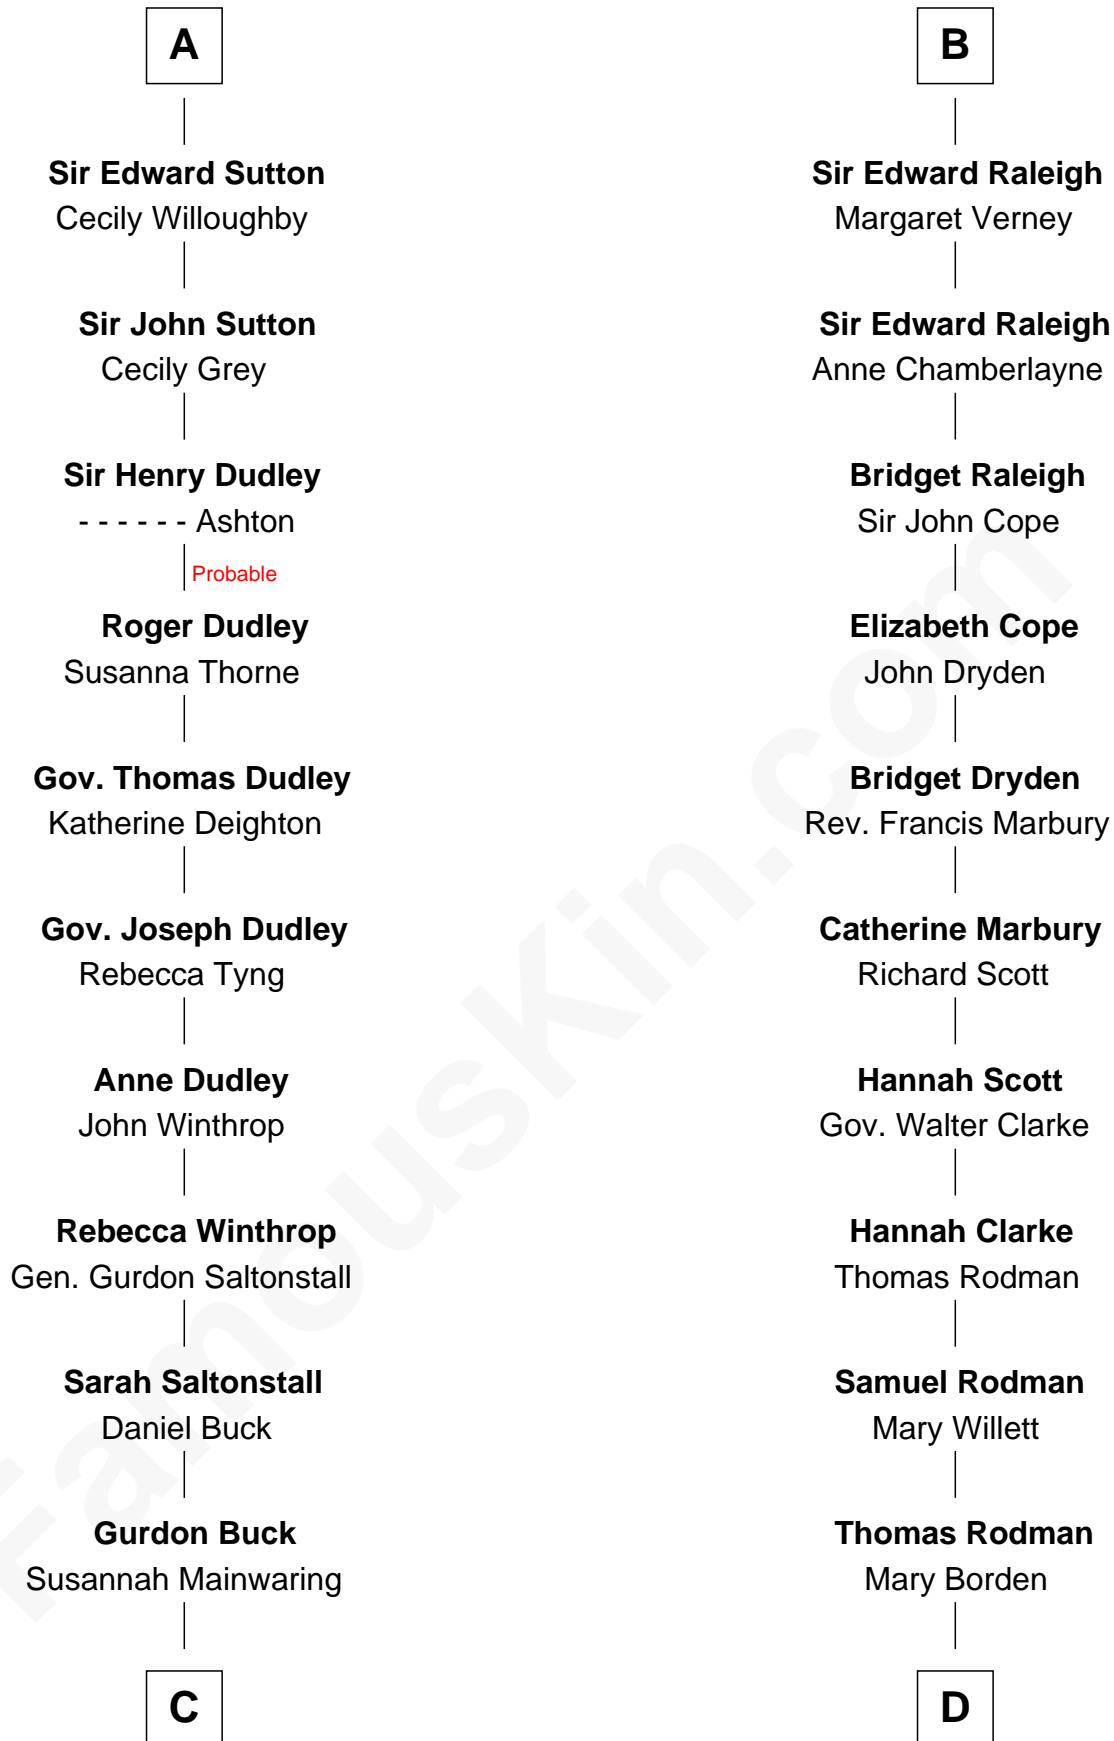 A
Sir Edward Sutton
Cecily Willoughby
Sir John Sutton
Cecily Grey
Sir Henry Dudley
- - - - - - Ashton
Probable
Roger Dudley
Susanna Thorne
Gov. Thomas Dudley
Katherine Deighton
Gov. Joseph Dudley
Rebecca Tyng
Anne Dudley
John Winthrop
Rebecca Winthrop
Gen. Gurdon Saltonstall
Sarah Saltonstall
Daniel Buck
Gurdon Buck
Susannah Mainwaring
C
B
Sir Edward Raleigh
Margaret Verney
Sir Edward Raleigh
Anne Chamberlayne
Bridget Raleigh
Sir John Cope
Elizabeth Cope
John Dryden
Bridget Dryden
Rev. Francis Marbury
Catherine Marbury
Richard Scott
Hannah Scott
Gov. Walter Clarke
Hannah Clarke
Thomas Rodman
Samuel Rodman
Mary Willett
Thomas Rodman
Mary Borden
D
FamousKin.com